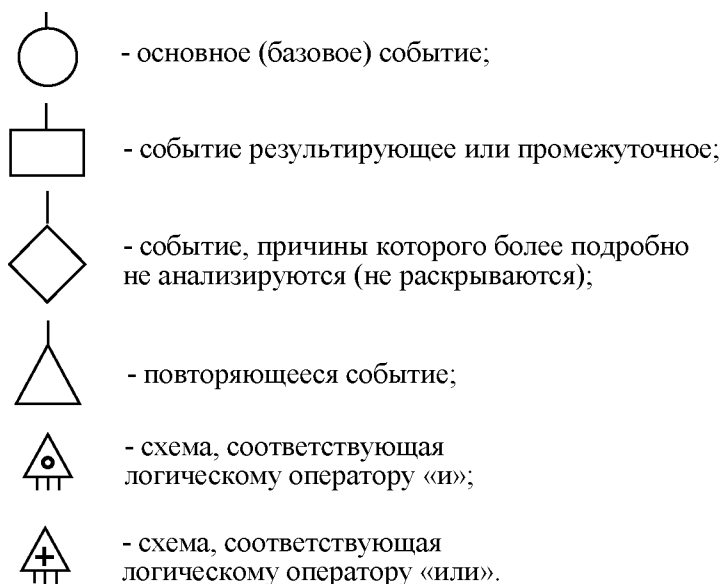 - основное (базовое) событие;
- событие результирующее или промежуточное;
- событие, причины которого более подробно
не анализируются (не раскрываются);
- повторяющееся событие;
- схема, соответствующая
логическому оператору «и»;
- схема, соответствующая
логическому оператору «или».